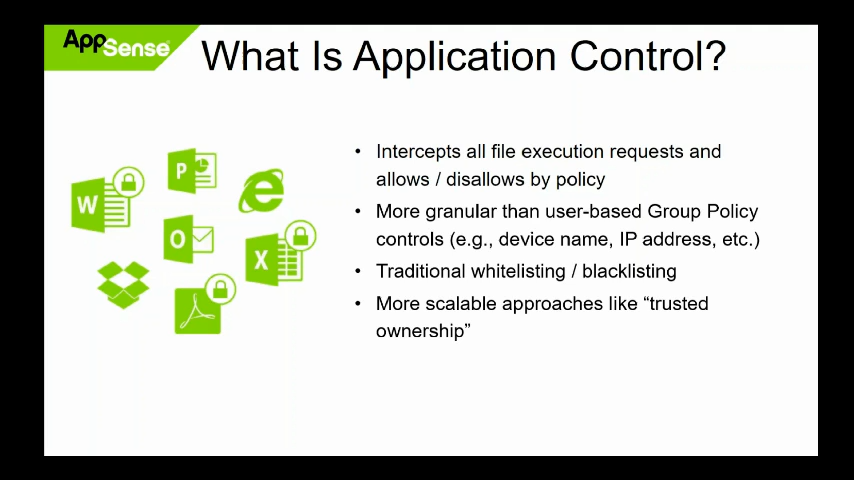 AppSense
What Is Application Control?
• Intercepts all file execution requests and
allows / disallows by policy
• More granular than user-based Group Policy
controls (e.g., device name, IP address, etc.)
• Traditional whitelisting / blacklisting
• More scalable approaches like “trusted
ownership”
P
W
O
X